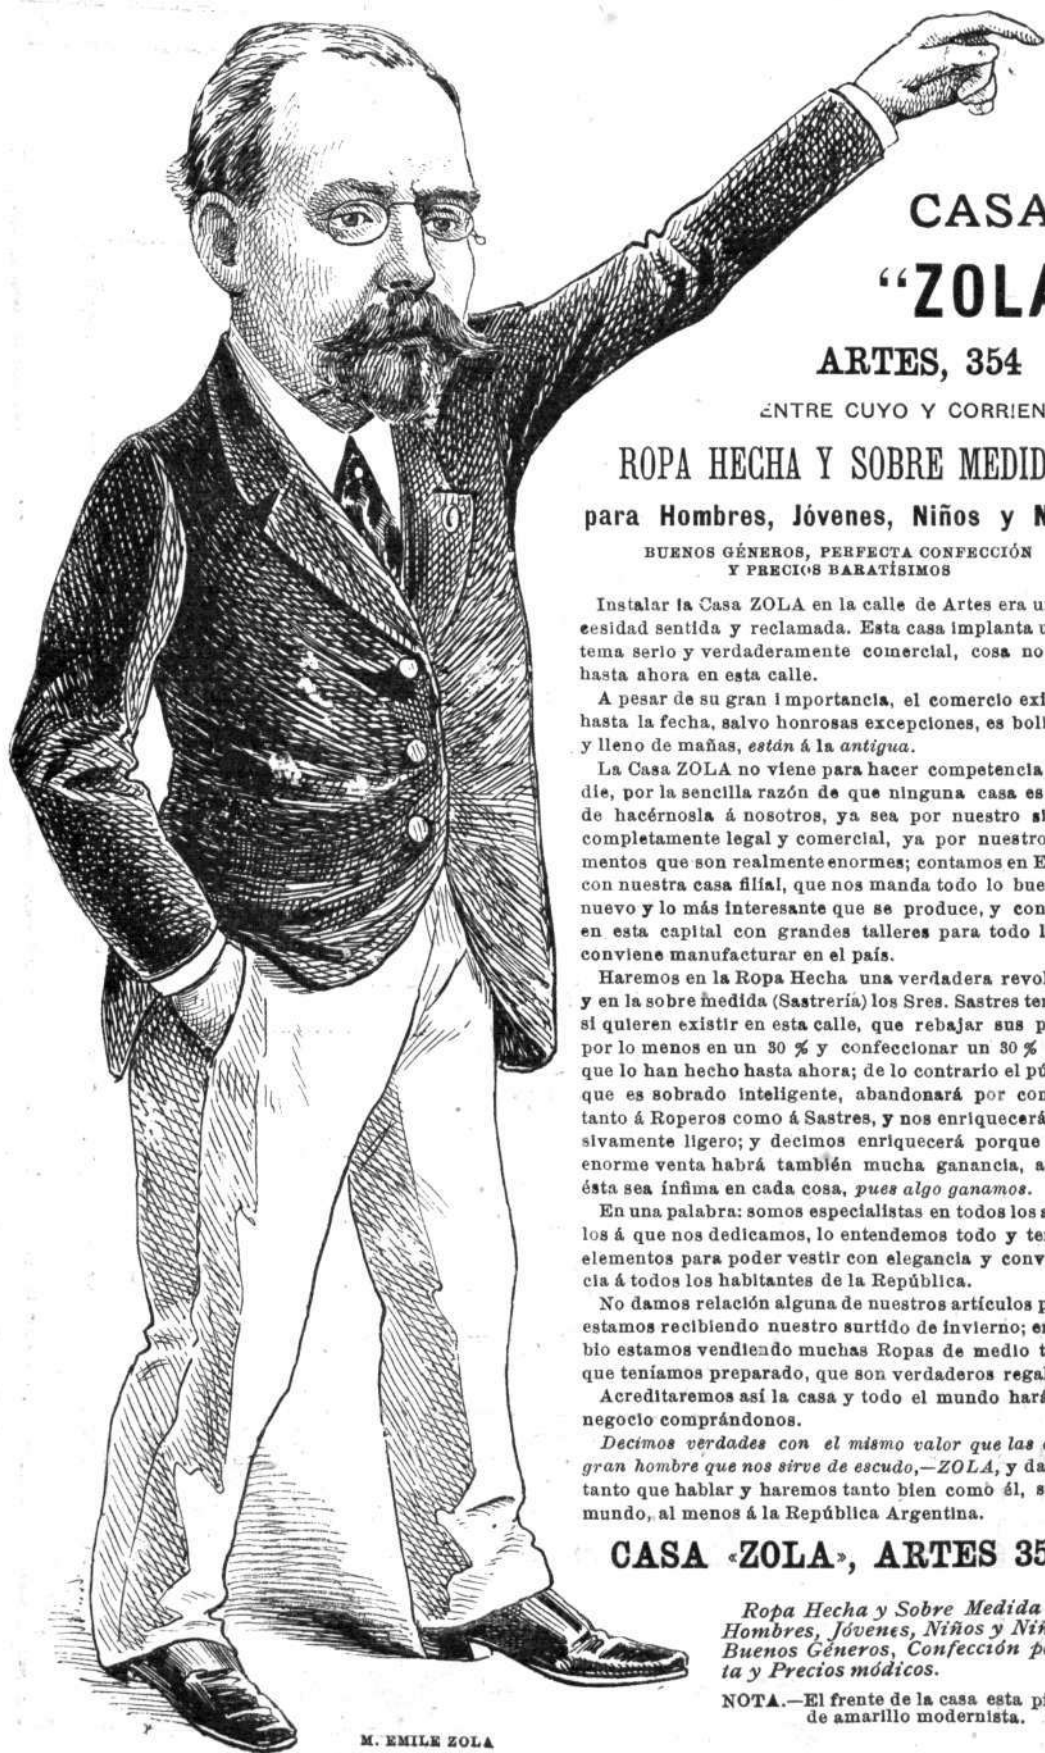 CASA
“ZOLA
ARTES, 354
ENTRE CUYO Y CORRIEN
ROPA HECHA Y SOBRE MEDID
para Hombres, Jóvenes, Niños y N
BUENOS GÉNEROS, PERFECTA CONFECCIÓN
Y PRECIOS BARATÍSIMOS
Instalar la Casa ZOLA en la calle de Artes era u
cesidad sentida y reclamada. Esta casa implanta u
tema serio y verdaderamente comercial, cosa no
hasta ahora en esta calle.
A pesar de su gran importancia, el comercio exi
hasta la fecha, salvo honrosas excepciones, es boli
y lleno de mañas, están á la antigua.
La Casa ZOLA no viene para hacer competencia
die, por la sencilla razón de que ninguna casa es
de hacérnosla á nosotros, ya sea por nuestro si
completamente legal y comercial, ya por nuestro
mentos que son realmente enormes; contamos en E
con nuestra casa filial, que nos manda todo lo bue
nuevo y lo más interesante que se produce, y con
en esta capital con grandes talleres para todo l
conviene manufacturar en el país.
Haremos en la Ropa Hecha una verdadera revol
y en la sobre medida (Sastrería) los Sres. Sastres ten
si quieren existir en esta calle, que rebajar sus p
por lo menos en un 30 % y confeccionar un 30 %
que lo han hecho hasta ahora; de lo contrario el pú
que es sobrado inteligente, abandonará por com
tanto á Roperos como á Sastres, y nos enriquecerá
sivamente ligero; y decimos enriquecerá porque
enorme venta habrá también mucha ganancia, a
ésta sea ínfima en cada cosa, pues algo ganamos.
En una palabra: somos especialistas en todos los a
los á que nos dedicamos, lo entendemos todo y ten
elementos para poder vestir con elegancia y conv
cia á todos los habitantes de la República.
No damos relación alguna de nuestros artículos p
estamos recibiendo nuestro surtido de invierno; en
bio estamos vendiendo muchas Ropas de medio t
que teníamos preparado, que son verdaderos regal
Acreditaremos así la casa y todo el mundo hará
negocio comprándonos.
Decimos verdades con el mismo valor que las d
gran hombre que nos sirve de escudo,—ZOLA, y da
tanto que hablar y haremos tanto bien como él, s
mundo, al menos á la República Argentina.
CASA «ZOLA», ARTES 35
Ropa Hecha y Sobre Medida
Hombres, Jóvenes, Niños y Niñ
Buenos Géneros, Confección pe
ta y Precios módicos.
NOTA.—El frente de la casa esta pi
de amarillo modernista.
M. EMILE ZOLA